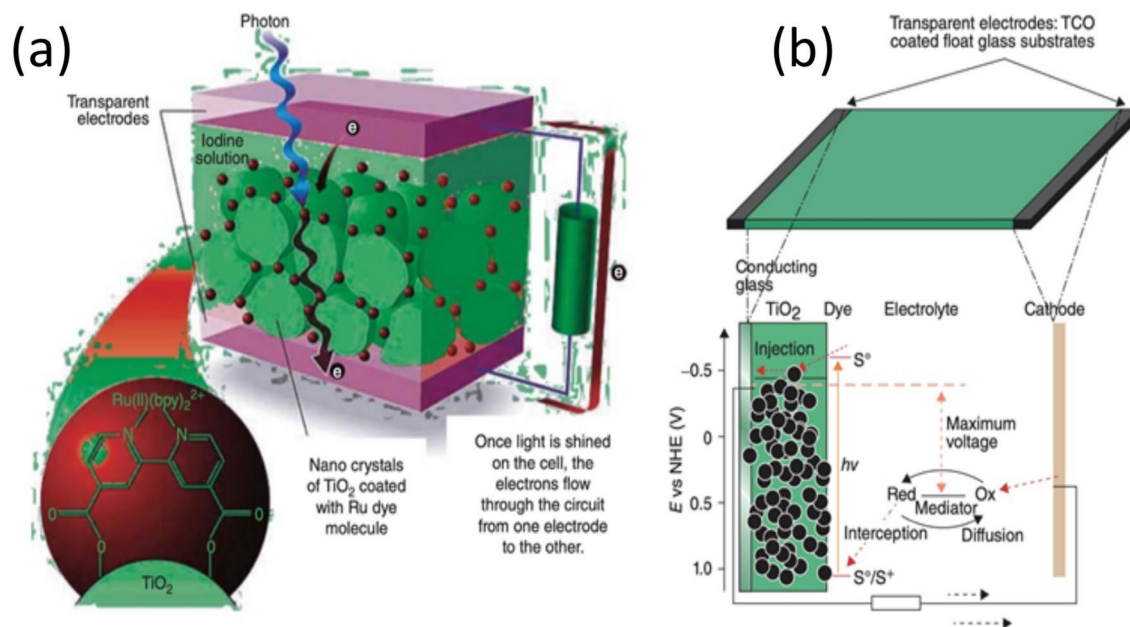 (a)
Photon
Transparent
electrodes
Iodine
solution
e
e
e
Ru(II)(bpy)₂²⁺
N
N
O
O
O
O
TiO₂
Nano crystals
of TiO₂ coated
with Ru dye
molecule
Once light is shined
on the cell, the
electrons flow
through the circuit
from one electrode
to the other.
(b)
Transparent electrodes: TCO
coated float glass substrates
Conducting
glass
TiO₂ Dye Electrolyte Cathode
Injection
S°
−0.5
0
0.5
1.0
E vs NHE (V)
Maximum
voltage
hν
Red Ox
Mediator
Interception Diffusion
S°/S⁺